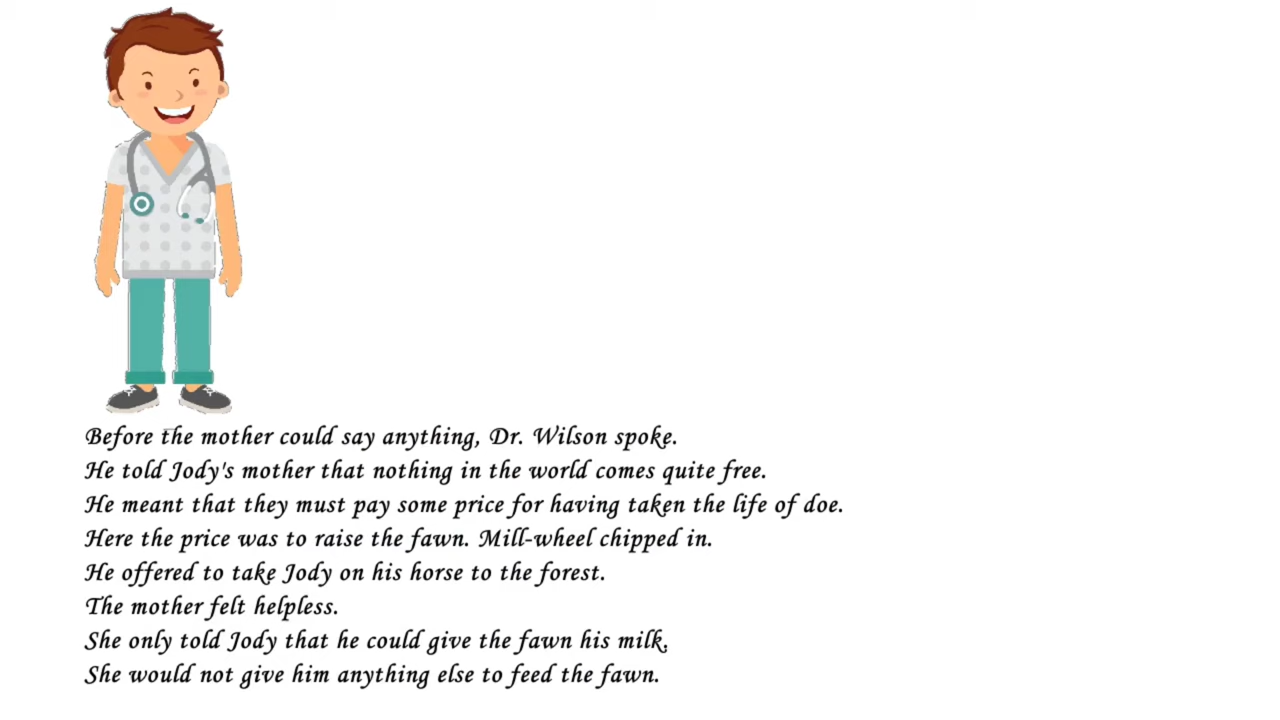 Before the mother could say anything, Dr. Wilson spoke.
He told Jody's mother that nothing in the world comes quite free.
He meant that they must pay some price for having taken the life of doe.
Here the price was to raise the fawn. Mill-wheel chipped in.
He offered to take Jody on his horse to the forest.
The mother felt helpless.
She only told Jody that he could give the fawn his milk.
She would not give him anything else to feed the fawn.